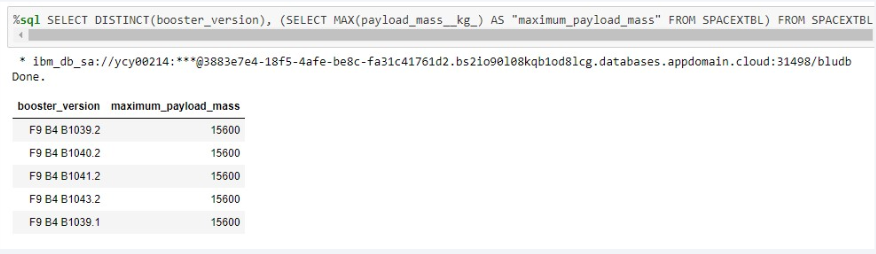 %sql SELECT DISTINCT(booster_version), (SELECT MAX(payload_mass__kg_) AS "maximum_payload_mass" FROM SPACEXTBL) FROM SPACEXTBL
* ibm_db_sa://ycy00214:***@3883e7e4-18f5-4afe-be8c-fa31c41761d2.bs2io90l08kqb1od8lcg.databases.appdomain.cloud:31498/bludb
Done.
booster_version maximum_payload_mass
F9 B4 B1039.2 15600
F9 B4 B1040.2 15600
F9 B4 B1041.2 15600
F9 B4 B1043.2 15600
F9 B4 B1039.1 15600